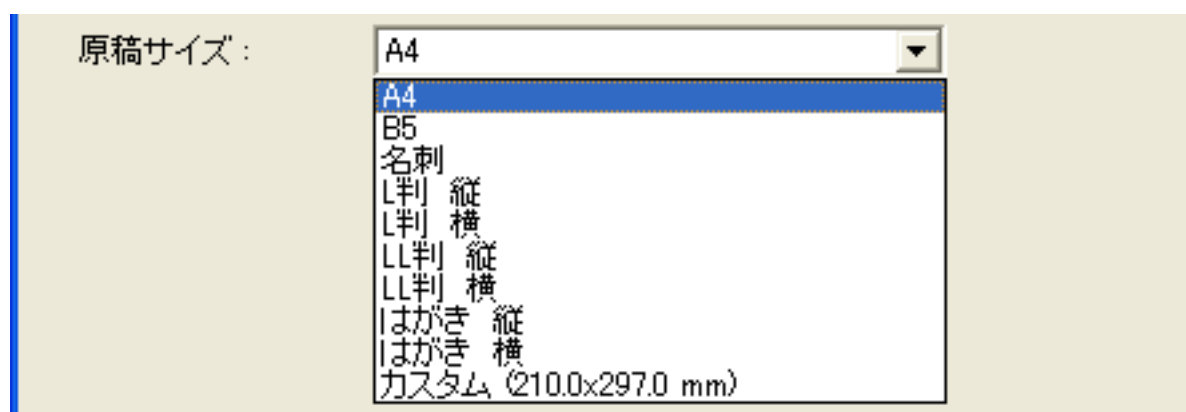 原稿サイズ： A4
A4
B5
名刺
L判 縦
L判 横
LL判 縦
LL判 横
はがき 縦
はがき 横
カスタム (210.0x297.0 mm)